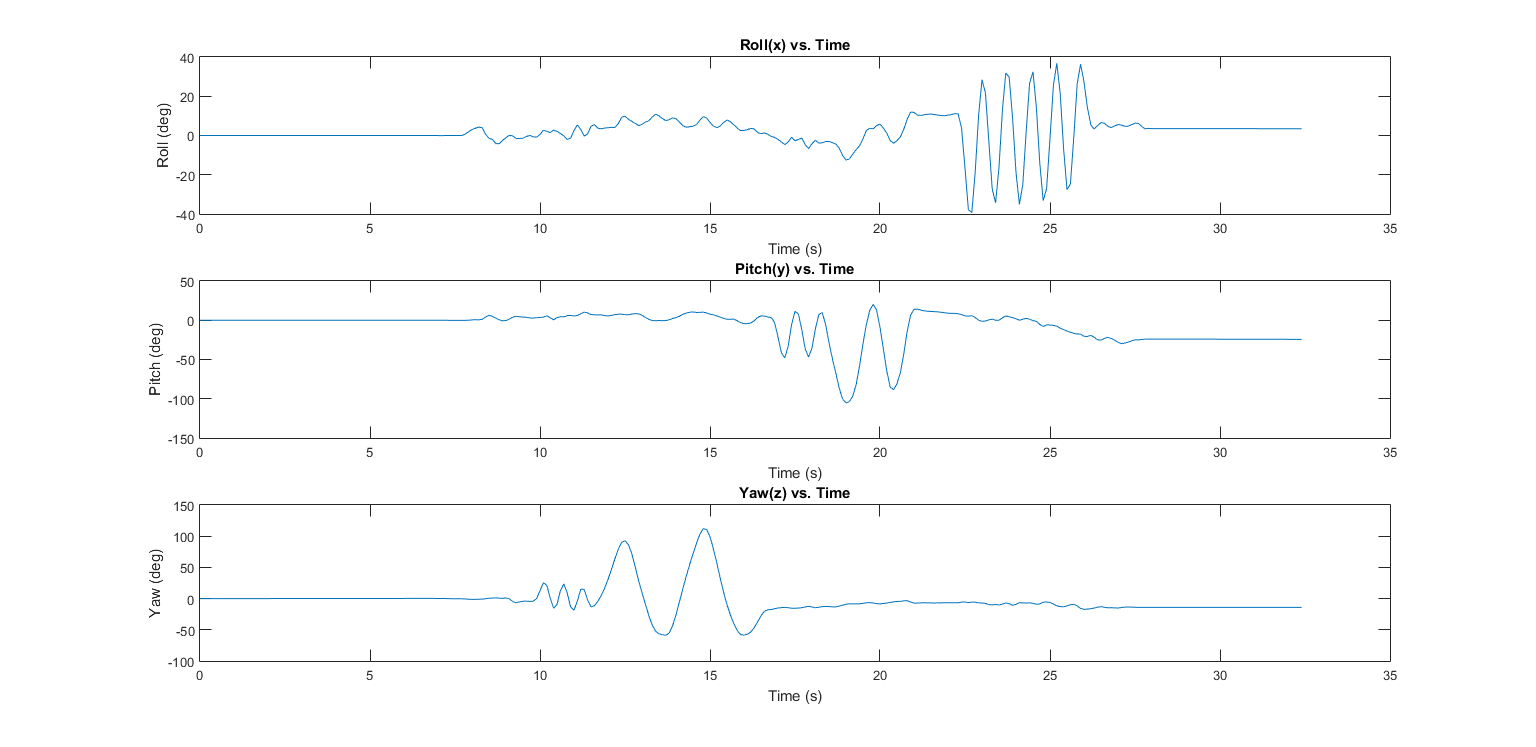 Roll(x) vs. Time
Roll (deg)
40
20
0
-20
-40
0 5 10 15 20 25 30 35
Time (s)
Pitch(y) vs. Time
Pitch (deg)
50
0
-50
-100
-150
0 5 10 15 20 25 30 35
Time (s)
Yaw(z) vs. Time
Yaw (deg)
150
100
50
0
-50
-100
0 5 10 15 20 25 30 35
Time (s)